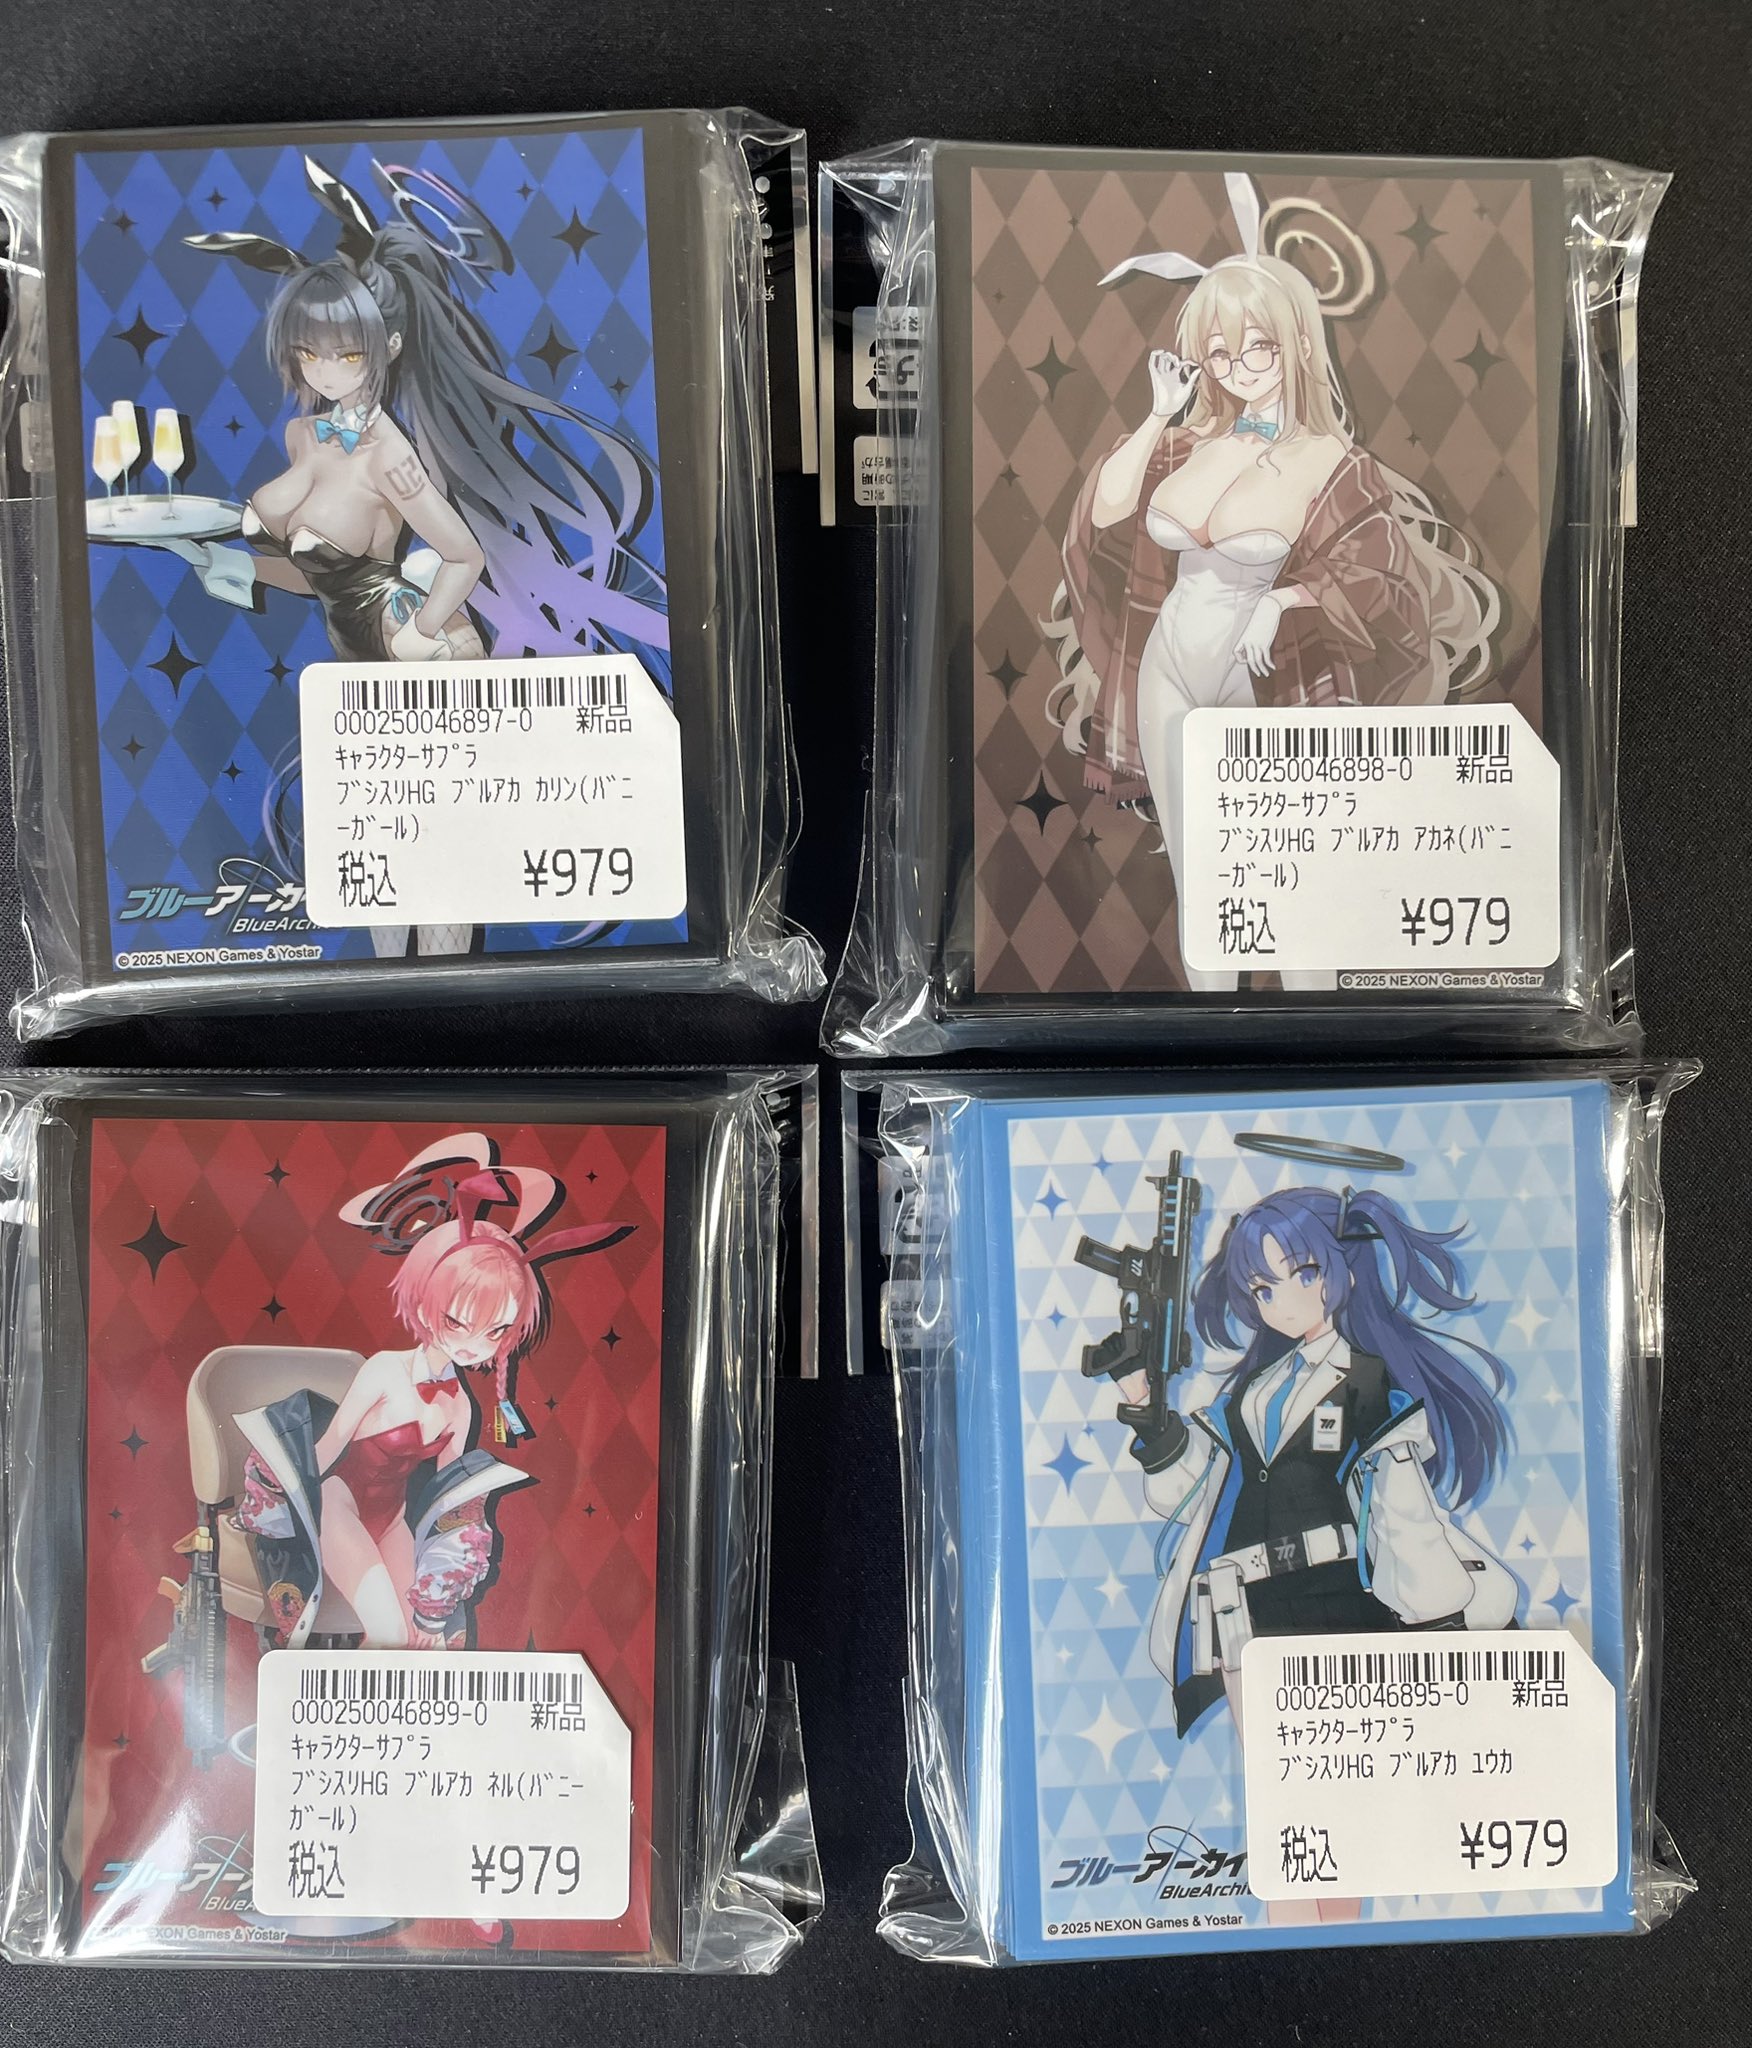 02
000250046897-0 新品
ｷｬﾗｸﾀｰｻﾌﾟﾗ
ﾌﾞｼｽﾘHG ﾌﾞﾙｱｶ ｶﾘﾝ(ﾊﾞﾆ
ｰｶﾞｰﾙ)
税込 ¥979
ブルーアーカイ
BlueArchi
© 2025 NEXON Games & Yostar
000250046898-0 新品
ｷｬﾗｸﾀｰｻﾌﾟﾗ
ﾌﾞｼｽﾘHG ﾌﾞﾙｱｶ ｱｶﾈ(ﾊﾞﾆ
ｰｶﾞｰﾙ)
税込 ¥979
© 2025 NEXON Games & Yostar
000250046899-0 新品
ｷｬﾗｸﾀｰｻﾌﾟﾗ
ﾌﾞｼｽﾘHG ﾌﾞﾙｱｶ ﾈﾙ(ﾊﾞﾆｰ
ｶﾞｰﾙ)
税込 ¥979
ブルーアー
BlueA
NEXON Games & Yostar
000250046895-0 新品
ｷｬﾗｸﾀｰｻﾌﾟﾗ
ﾌﾞｼｽﾘHG ﾌﾞﾙｱｶ ﾕｳｶ
税込 ¥979
ブルーアーカイ
BlueArchi
© 2025 NEXON Games & Yostar